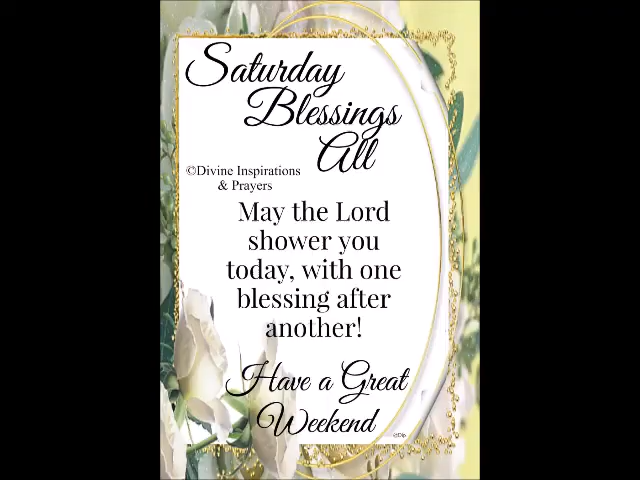 Saturday
Blessings
All
©Divine Inspirations
& Prayers
May the Lord
shower you
today, with one
blessing after
another!
Have a Great
Weekend
©Dip